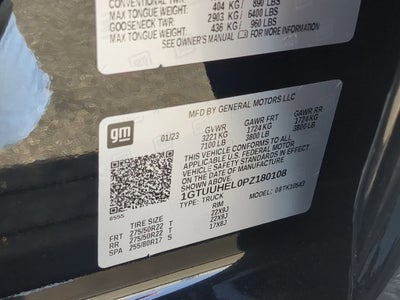 CONVENTIONAL TWR:
MAX TONGUE WEIGHT: 404 KG / 890 LBS
GOOSENECK TWR: 2903 KG / 6400 LBS
MAX TONGUE WEIGHT: 436 KG / 960 LBS
SEE OWNER'S MANUAL OR
gm
MFD BY GENERAL MOTORS LLC
01/23 GVWR GAWR FRT GAWR RR
3221 KG 1724 KG 1724 KG
7100 LB 3800 LB 3800 LB
THIS VEHICLE CONFORMS TO ALL APPLICABLE U.S. FEDERAL MOTOR
VEHICLE SAFETY STANDARDS IN EFFECT ON THE DATE OF
MANUFACTURE SHOWN ABOVE.
1GTUUHEL0PZ180108
TYPE: TRUCK MODEL: 08TK10543
8555
TIRE SIZE RIM
FRT 275/50R22 T 22X9J
RR 275/50R22 T 22X9J
SPA 255/80R17 S 17X8J